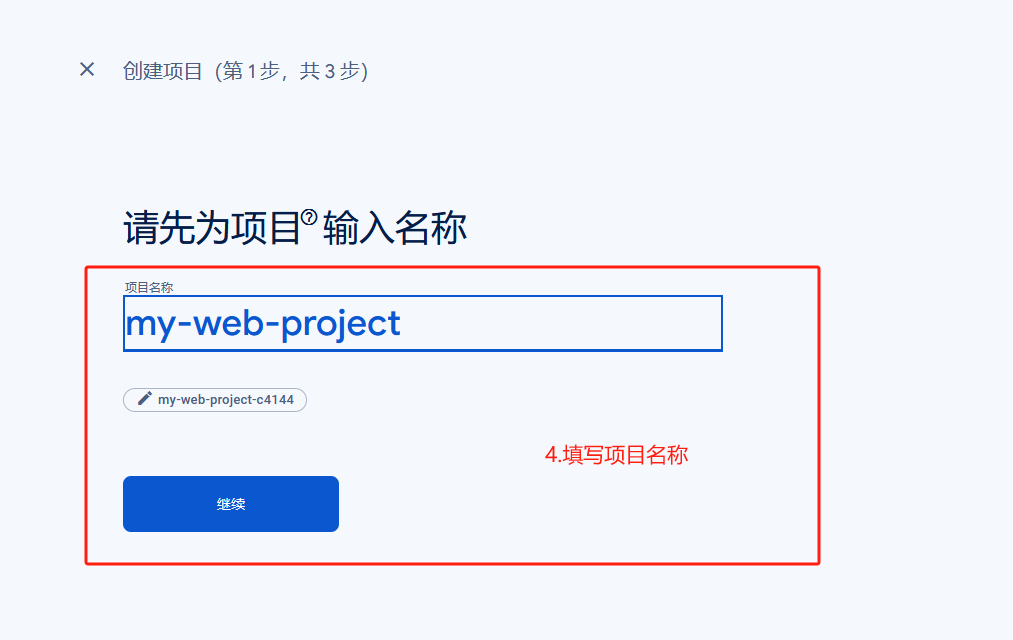 创建项目（第 1 步，共 3 步）
请先为项目?输入名称
项目名称
my-web-project
my-web-project-c4144
4.填写项目名称
继续